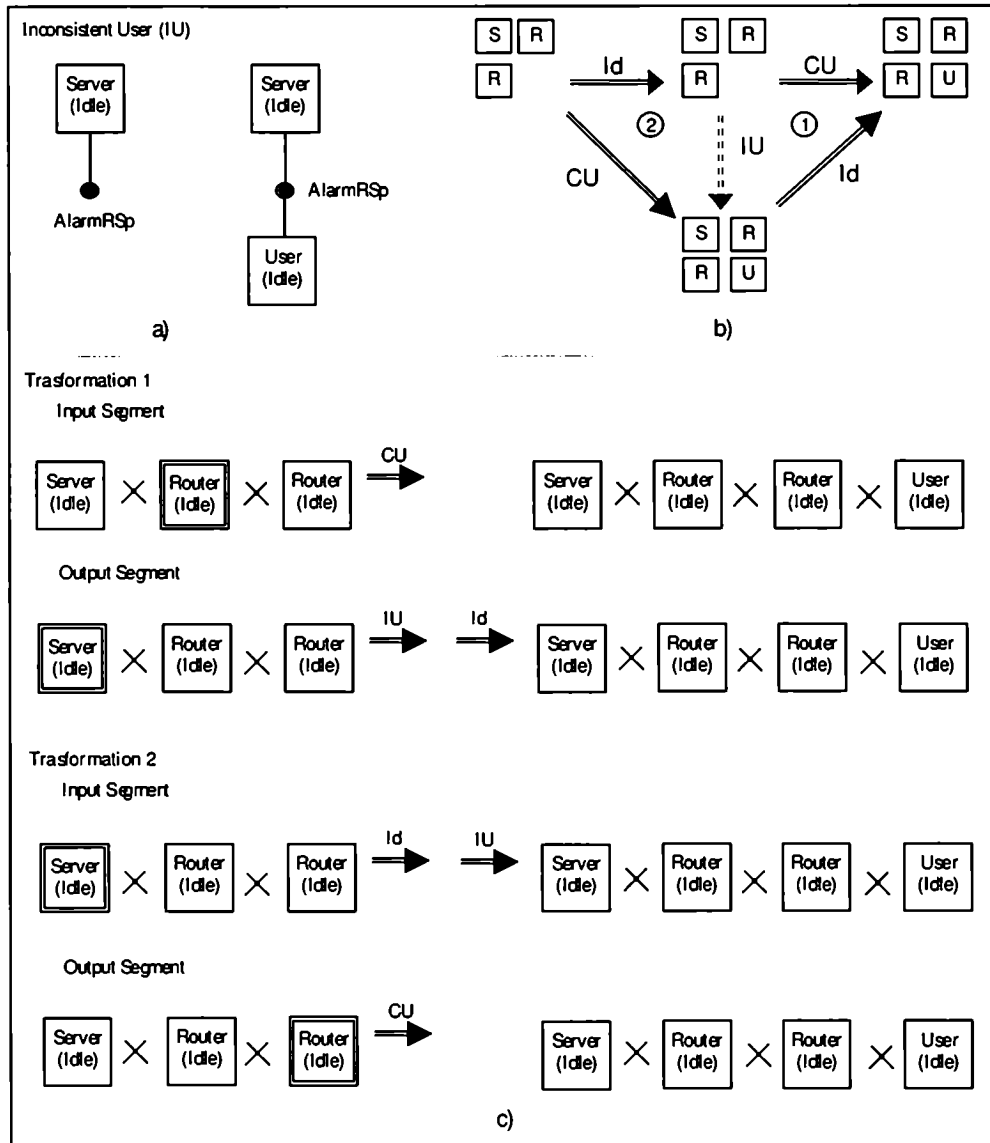 Inconsistent User (IU)
Server
(Idle)
AlarmRSp
Server
(Idle)
AlarmRSp
User
(Idle)
a)
S R
R
Id
S R
R
CU
S R
R U
2
1
IU
CU
Id
S R
R U
b)
Trasformation 1
Input Segment
Server
(Idle)
Router
(Idle)
Router
(Idle)
CU
Server
(Idle)
Router
(Idle)
Router
(Idle)
User
(Idle)
Output Segment
Server
(Idle)
Router
(Idle)
Router
(Idle)
IU
Id
Server
(Idle)
Router
(Idle)
Router
(Idle)
User
(Idle)
Trasformation 2
Input Segment
Server
(Idle)
Router
(Idle)
Router
(Idle)
Id
IU
Server
(Idle)
Router
(Idle)
Router
(Idle)
User
(Idle)
Output Segment
Server
(Idle)
Router
(Idle)
Router
(Idle)
CU
Server
(Idle)
Router
(Idle)
Router
(Idle)
User
(Idle)
c)